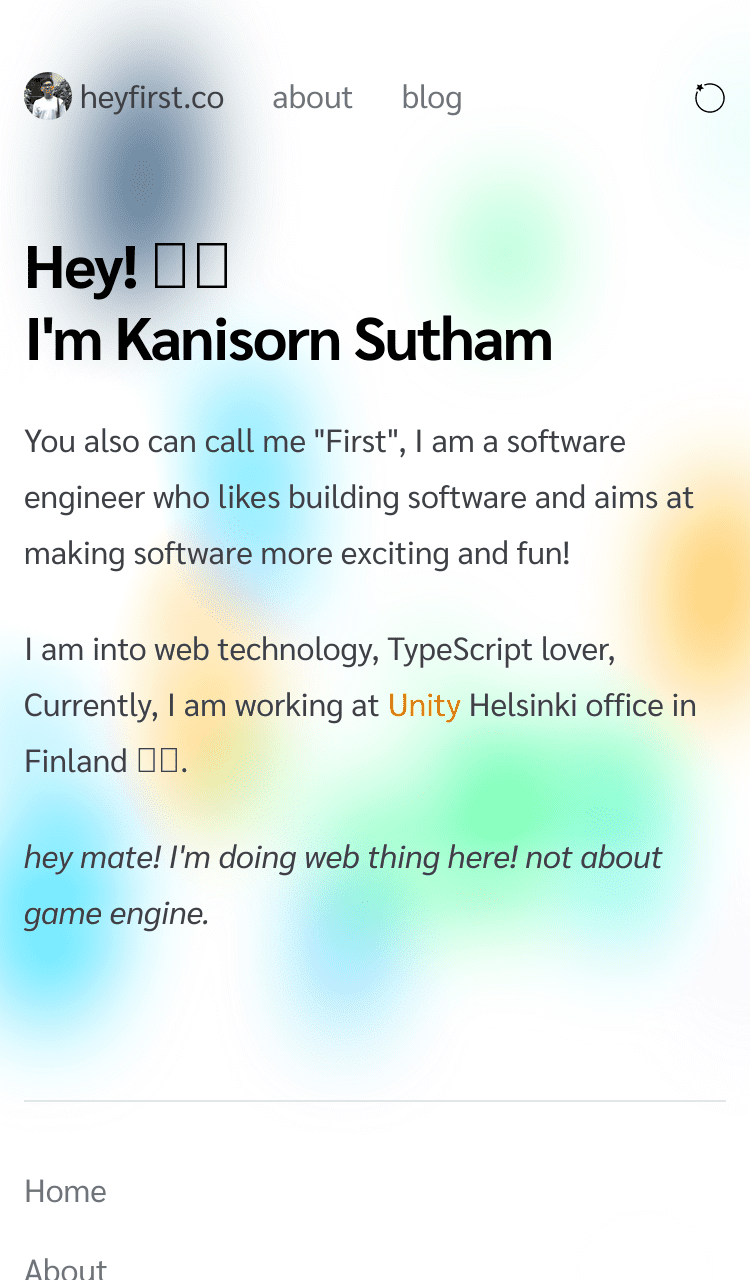 heyfirst.co about blog
Hey!
I'm Kanisorn Sutham
You also can call me "First", I am a software
engineer who likes building software and aims at
making software more exciting and fun!
I am into web technology, TypeScript lover,
Currently, I am working at Unity Helsinki office in
Finland .
hey mate! I'm doing web thing here! not about
game engine.
Home
About